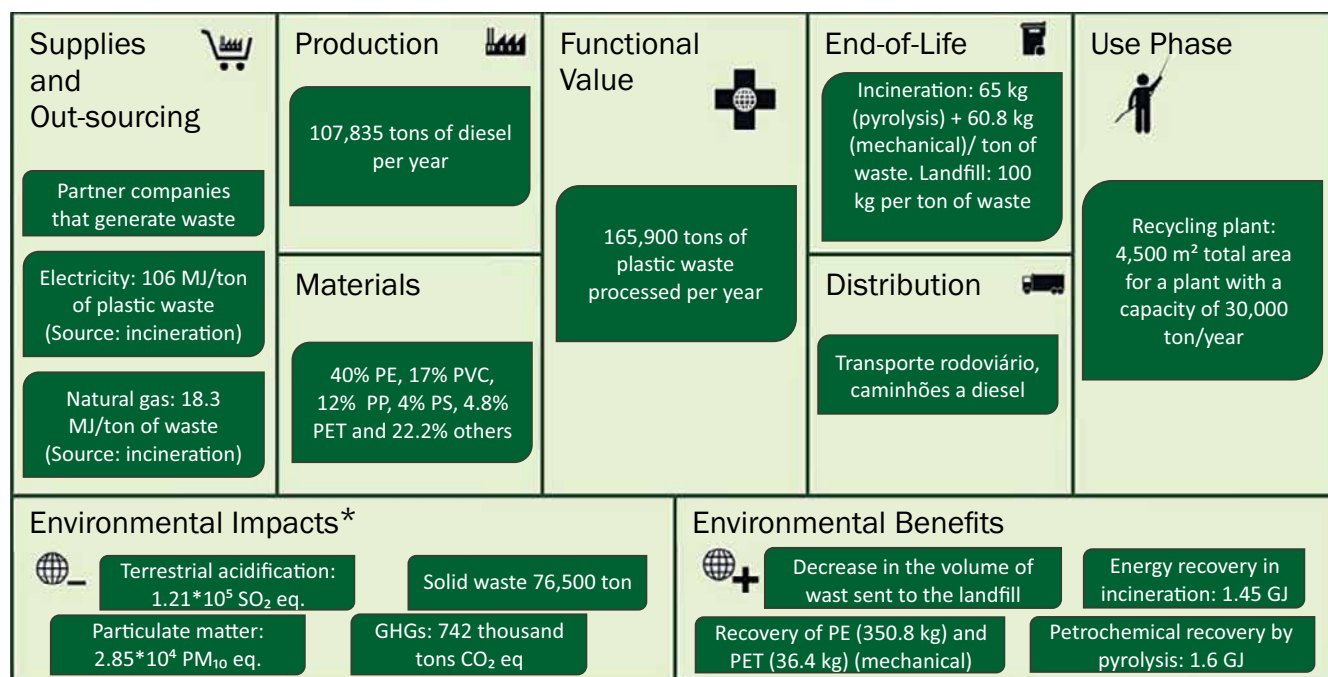 Supplies
and
Out-sourcing
Partner companies
that generate waste
Electricity: 106 MJ/ton
of plastic waste
(Source: incineration)
Natural gas: 18.3
MJ/ton of waste
(Source: incineration)
Production
107,835 tons of diesel
per year
Materials
40% PE, 17% PVC,
12% PP, 4% PS, 4.8%
PET and 22.2% others
Functional
Value
165,900 tons of
plastic waste
processed per year
End-of-Life
Incineration: 65 kg
(pyrolysis) + 60.8 kg
(mechanical)/ ton of
waste. Landfill: 100
kg per ton of waste
Distribution
Transporte rodoviário,
caminhões a diesel
Use Phase
Recycling plant:
4,500 m² total area
for a plant with a
capacity of 30,000
ton/year
Environmental Impacts*
Terrestrial acidification:
1.21*10⁵ SO₂ eq.
Solid waste 76,500 ton
Particulate matter:
2.85*10⁴ PM₁₀ eq.
GHGs: 742 thousand
tons CO₂ eq
Environmental Benefits
Decrease in the volume of
wast sent to the landfill
Energy recovery in
incineration: 1.45 GJ
Recovery of PE (350.8 kg) and
PET (36.4 kg) (mechanical)
Petrochemical recovery by
pyrolysis: 1.6 GJ